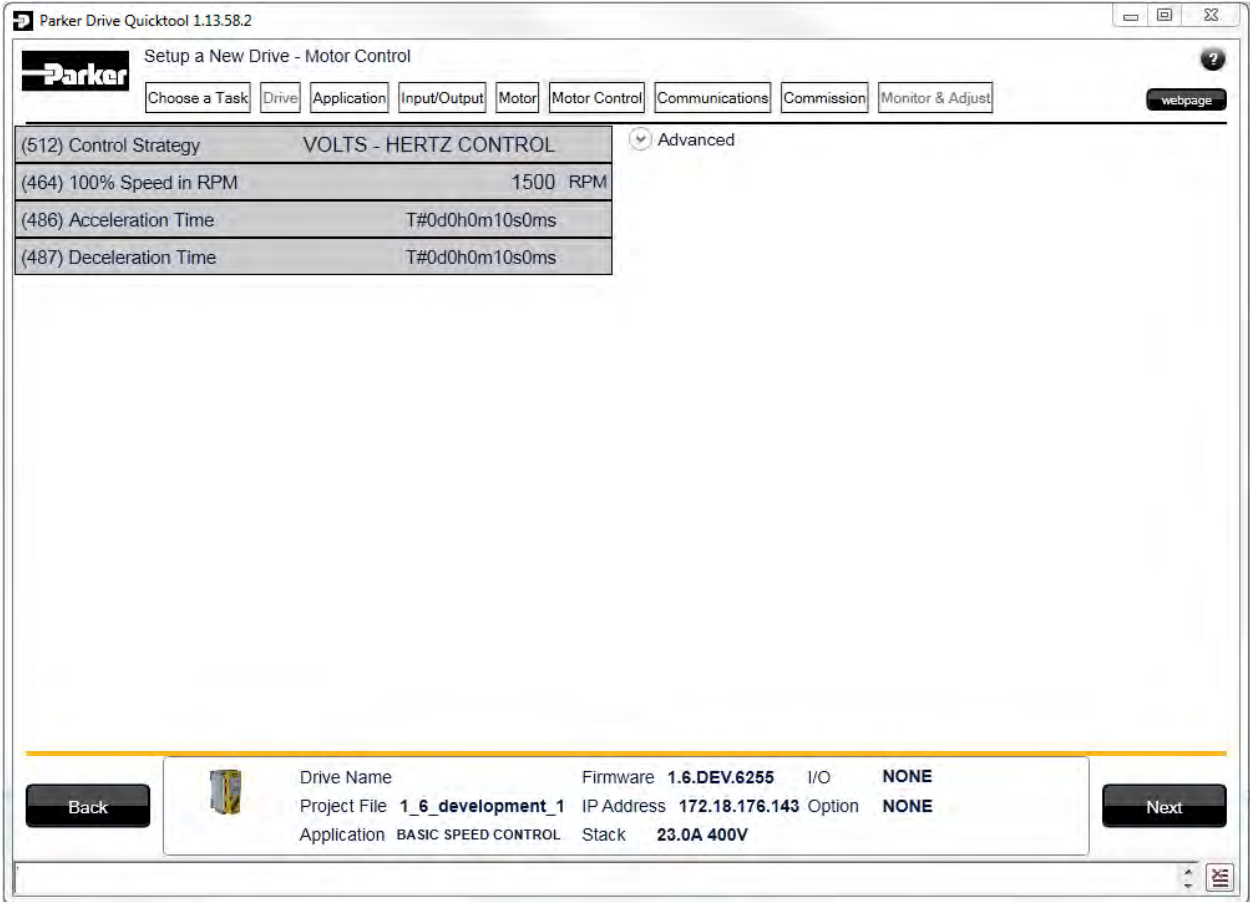 Parker Drive Quicktool 1.13.58.2
Parker
Setup a New Drive - Motor Control
?
Choose a Task Drive Application Input/Output Motor Motor Control Communications Commission Monitor & Adjust
webpage
(512) Control Strategy VOLTS - HERTZ CONTROL
Advanced
(464) 100% Speed in RPM 1500 RPM
(486) Acceleration Time T#0d0h0m10s0ms
(487) Deceleration Time T#0d0h0m10s0ms
Back
Drive Name Firmware 1.6.DEV.6255 I/O NONE
Project File 1_6_development_1 IP Address 172.18.176.143 Option NONE
Application BASIC SPEED CONTROL Stack 23.0A 400V
Next